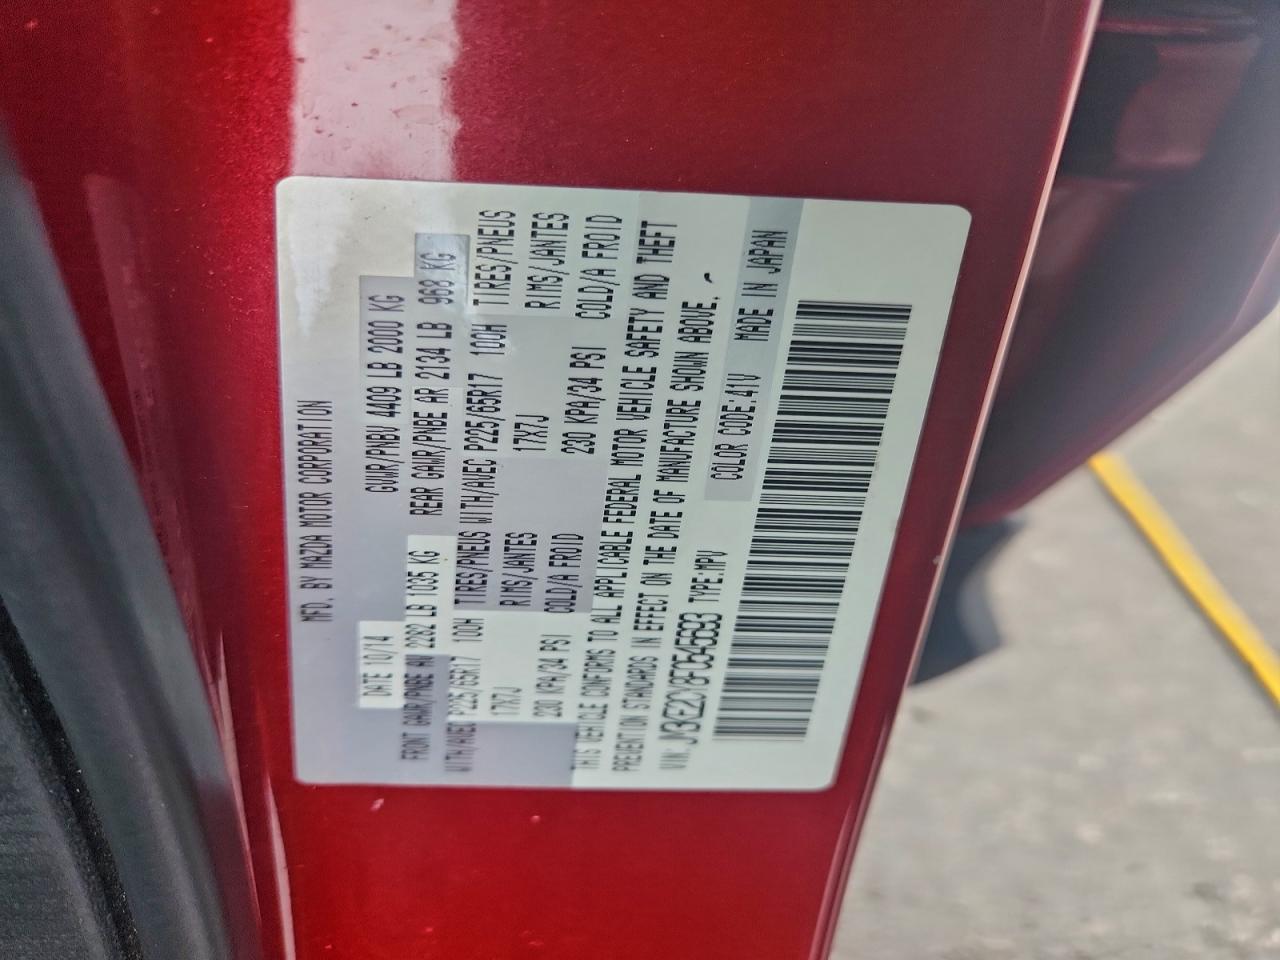 MFD. BY MAZDA MOTOR CORPORATION
DATE 10/14 GVWR/PNBV 4409 LB 2000 KG
FRONT GAWR/PNBE AV 2282 LB 1035 KG REAR GAWR/PNBE AR 2134 LB 968 KG
WITH/AVEC P225/65R17 100H TIRES/PNEUS WITH/AVEC P225/65R17 100H TIRES/PNEUS
17X7J RIMS/JANTES 17X7J RIMS/JANTES
230 KPA/34 PSI COLD/A FROID 230 KPA/34 PSI COLD/A FROID
THIS VEHICLE CONFORMS TO ALL APPLICABLE FEDERAL MOTOR VEHICLE SAFETY AND THEFT
PREVENTION STANDARDS IN EFFECT ON THE DATE OF MANUFACTURE SHOWN ABOVE.
VIN: TYPE:MPV COLOR CODE:41V MADE IN JAPAN